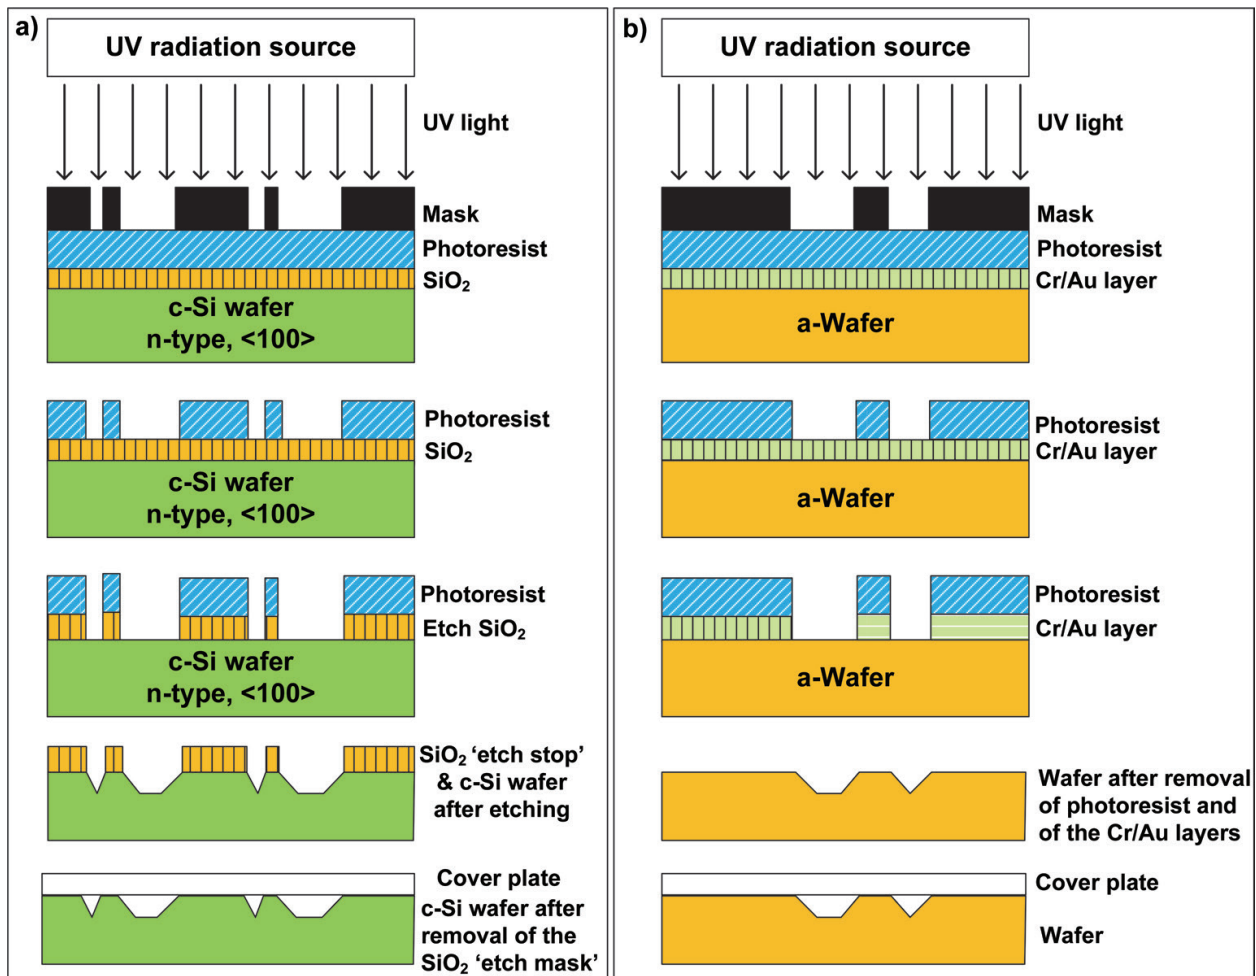 a)
UV radiation source
UV light
Mask
Photoresist
SiO₂
c-Si wafer
n-type, <100>
Photoresist
SiO₂
c-Si wafer
n-type, <100>
Photoresist
Etch SiO₂
c-Si wafer
n-type, <100>
SiO₂ ‘etch stop’
& c-Si wafer
after etching
Cover plate
c-Si wafer after
removal of the
SiO₂ ‘etch mask’
b)
UV radiation source
UV light
Mask
Photoresist
Cr/Au layer
a-Wafer
Photoresist
Cr/Au layer
a-Wafer
Photoresist
Cr/Au layer
a-Wafer
Wafer after removal
of photoresist and
of the Cr/Au layers
Cover plate
Wafer